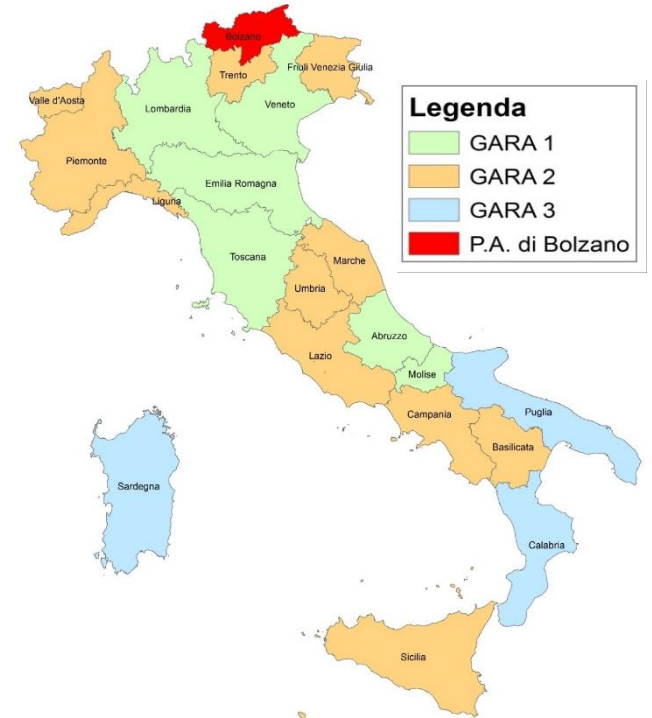 Bolzano
Trento
Friuli Venezia Giulia
Valle d'Aosta
Lombardia
Veneto
Piemonte
Emilia Romagna
Liguria
Toscana
Marche
Umbria
Abruzzo
Lazio
Molise
Campania
Puglia
Basilicata
Sardegna
Calabria
Sicilia
Legenda
GARA 1
GARA 2
GARA 3
P.A. di Bolzano